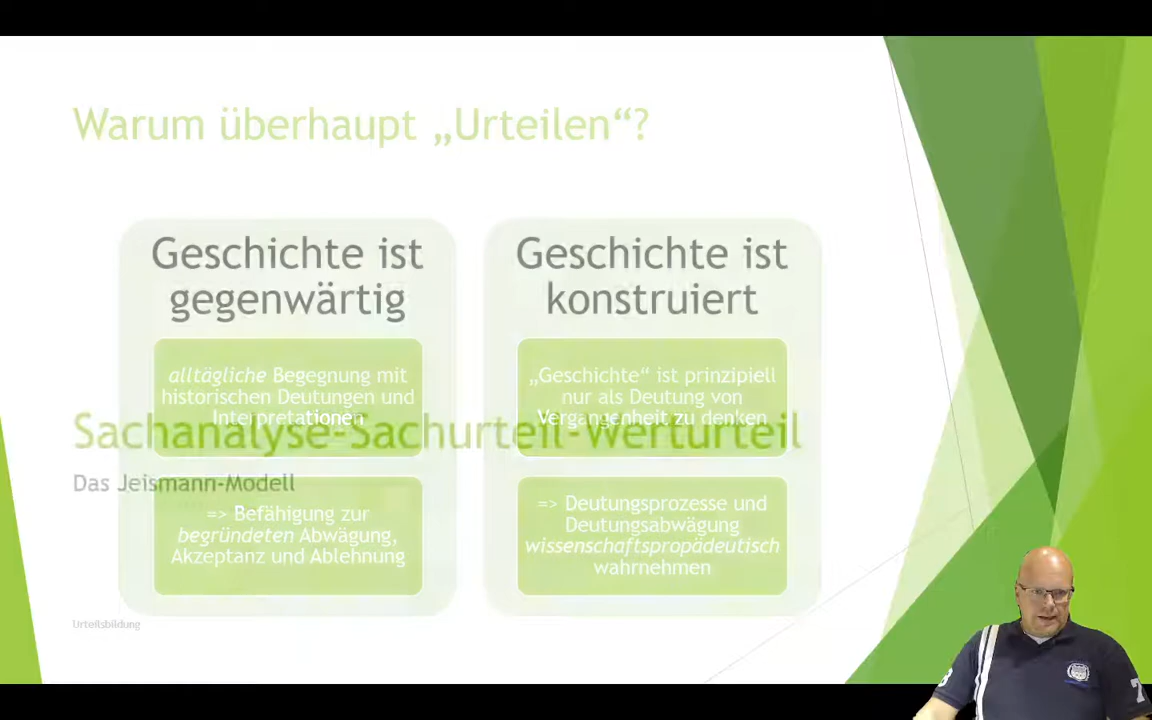 Warum überhaupt „Urteilen“?
Geschichte ist
gegenwärtig
alltägliche Begegnung mit
historischen Deutungen und
Interpretationen
=> Befähigung zur
begründeten Abwägung,
Akzeptanz und Ablehnung
Geschichte ist
konstruiert
„Geschichte“ ist prinzipiell
nur als Deutung von
Vergangenheit zu denken
=> Deutungsprozesse und
Deutungsabwägung
wissenschaftspropädeutisch
wahrnehmen
Sachanalyse-Sachurteil-Werturteil
Das Jeismann-Modell
Urteilsbildung